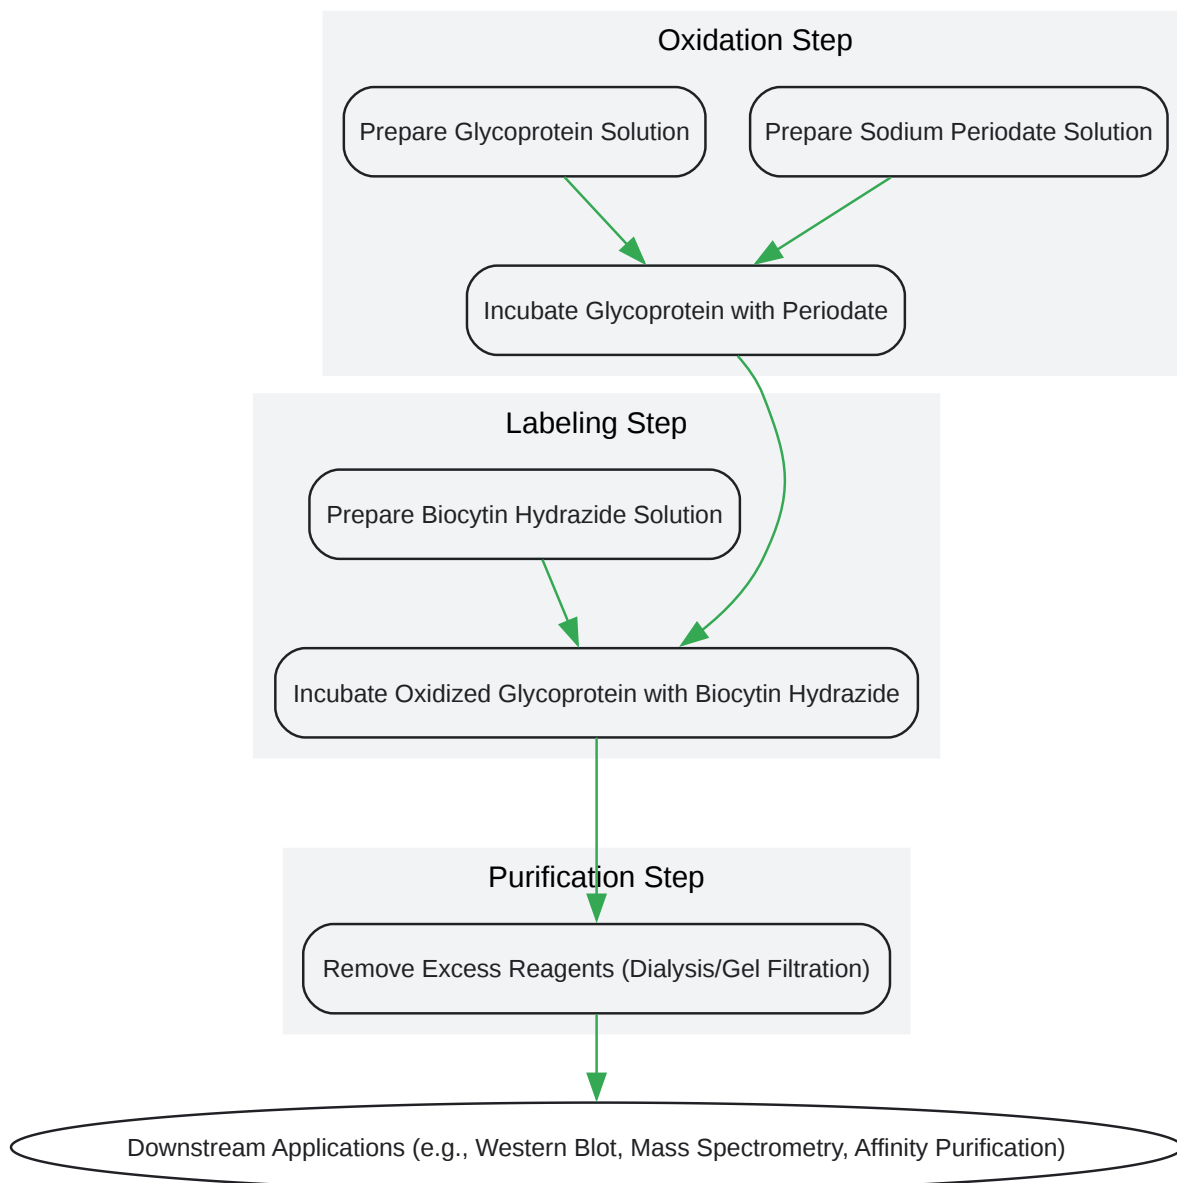 Oxidation Step
Prepare Glycoprotein Solution
Prepare Sodium Periodate Solution
Incubate Glycoprotein with Periodate
Labeling Step
Prepare Biocytin Hydrazide Solution
Incubate Oxidized Glycoprotein with Biocytin Hydrazide
Purification Step
Remove Excess Reagents (Dialysis/Gel Filtration)
Downstream Applications (e.g., Western Blot, Mass Spectrometry, Affinity Purification)